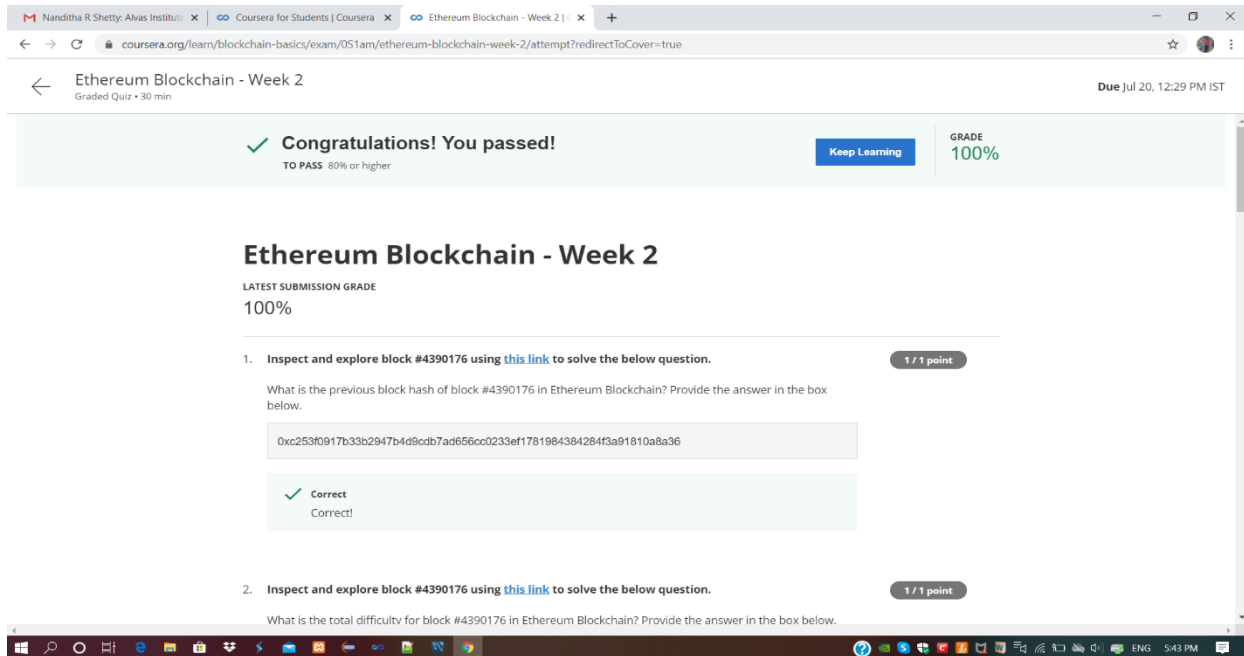 Nanditha R Shetty: Alvas Institute
Coursera for Students | Coursera
Ethereum Blockchain - Week 2 |
coursera.org/learn/blockchain-basics/exam/0S1am/ethereum-blockchain-week-2/attempt?redirectToCover=true
Ethereum Blockchain - Week 2
Graded Quiz • 30 min
Due Jul 20, 12:29 PM IST
Congratulations! You passed!
TO PASS 80% or higher
Keep Learning
GRADE
100%
Ethereum Blockchain - Week 2
LATEST SUBMISSION GRADE
100%
1. Inspect and explore block #4390176 using this link to solve the below question.
1 / 1 point
What is the previous block hash of block #4390176 in Ethereum Blockchain? Provide the answer in the box
below.
0xc253f0917b33b2947b4d9cdb7ad656cc0233ef1781984384284f3a91810a8a36
Correct
Correct!
2. Inspect and explore block #4390176 using this link to solve the below question.
1 / 1 point
What is the total difficulty for block #4390176 in Ethereum Blockchain? Provide the answer in the box below.
ENG 5:43 PM